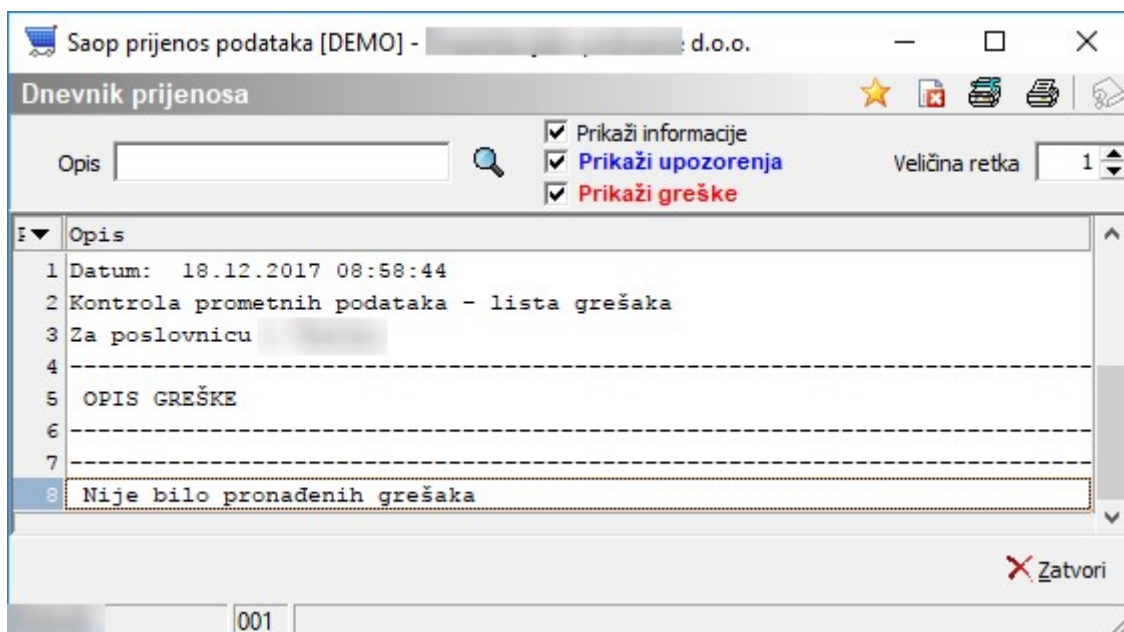 Saop prijenos podataka [DEMO] - d.o.o.
Dnevnik prijenosa
Prikaži informacije
Opis
Prikaži upozorenja
Veličina retka 1
Prikaži greške
Opis
1 Datum:  18.12.2017 08:58:44
2 Kontrola prometnih podataka - lista grešaka
3 Za poslovnicu
4 ------------------------------------------------------------------------
5 OPIS GREŠKE
6 ------------------------------------------------------------------------
7 ------------------------------------------------------------------------
8 Nije bilo pronađenih grešaka
Zatvori
001